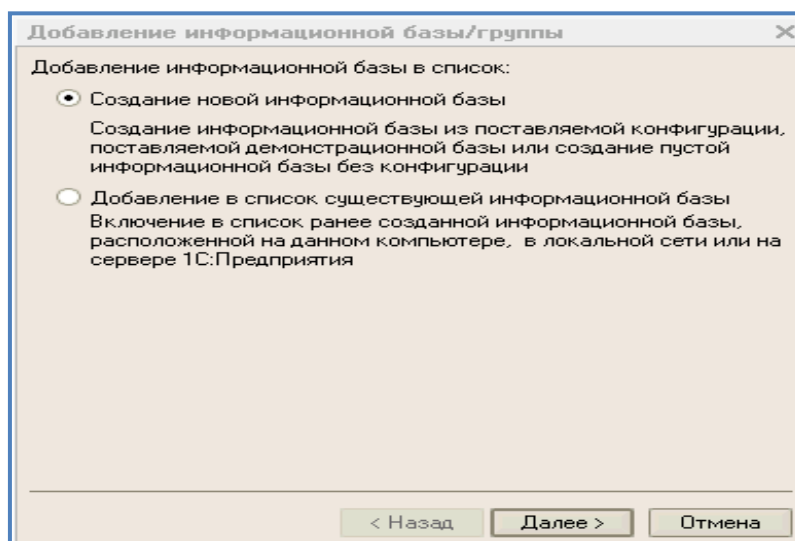 Добавление информационной базы/группы
Добавление информационной базы в список:
Создание новой информационной базы
Создание информационной базы из поставляемой конфигурации,
поставляемой демонстрационной базы или создание пустой
информационной базы без конфигурации
Добавление в список существующей информационной базы
Включение в список ранее созданной информационной базы,
расположенной на данном компьютере, в локальной сети или на
сервере 1С:Предприятия
< Назад Далее > Отмена